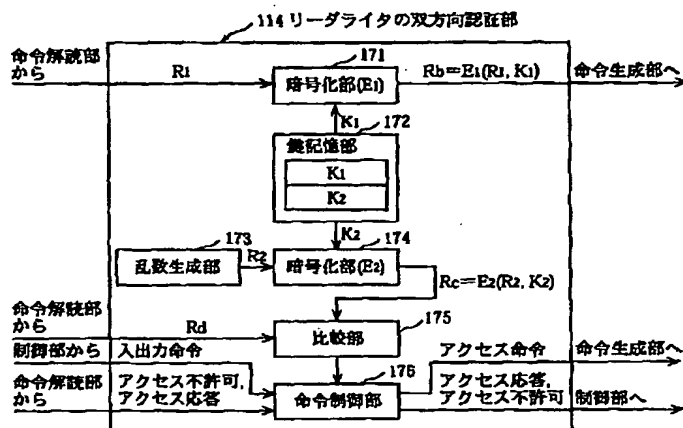 114 リーダライタの双方向認証部
命令解読部
から
R1
171
暗号化部(E1)
Rb=E1(R1, K1)
命令生成部へ
K1
172
鍵記憶部
K1
K2
K2
173
乱数生成部
R2
174
暗号化部(E2)
Rc=E2(R2, K2)
命令解読部
から
Rd
比較部
175
制御部から
入出力命令
176
アクセス命令
命令生成部へ
命令解読部
から
アクセス不許可,
アクセス応答
命令制御部
アクセス応答,
アクセス不許可
制御部へ